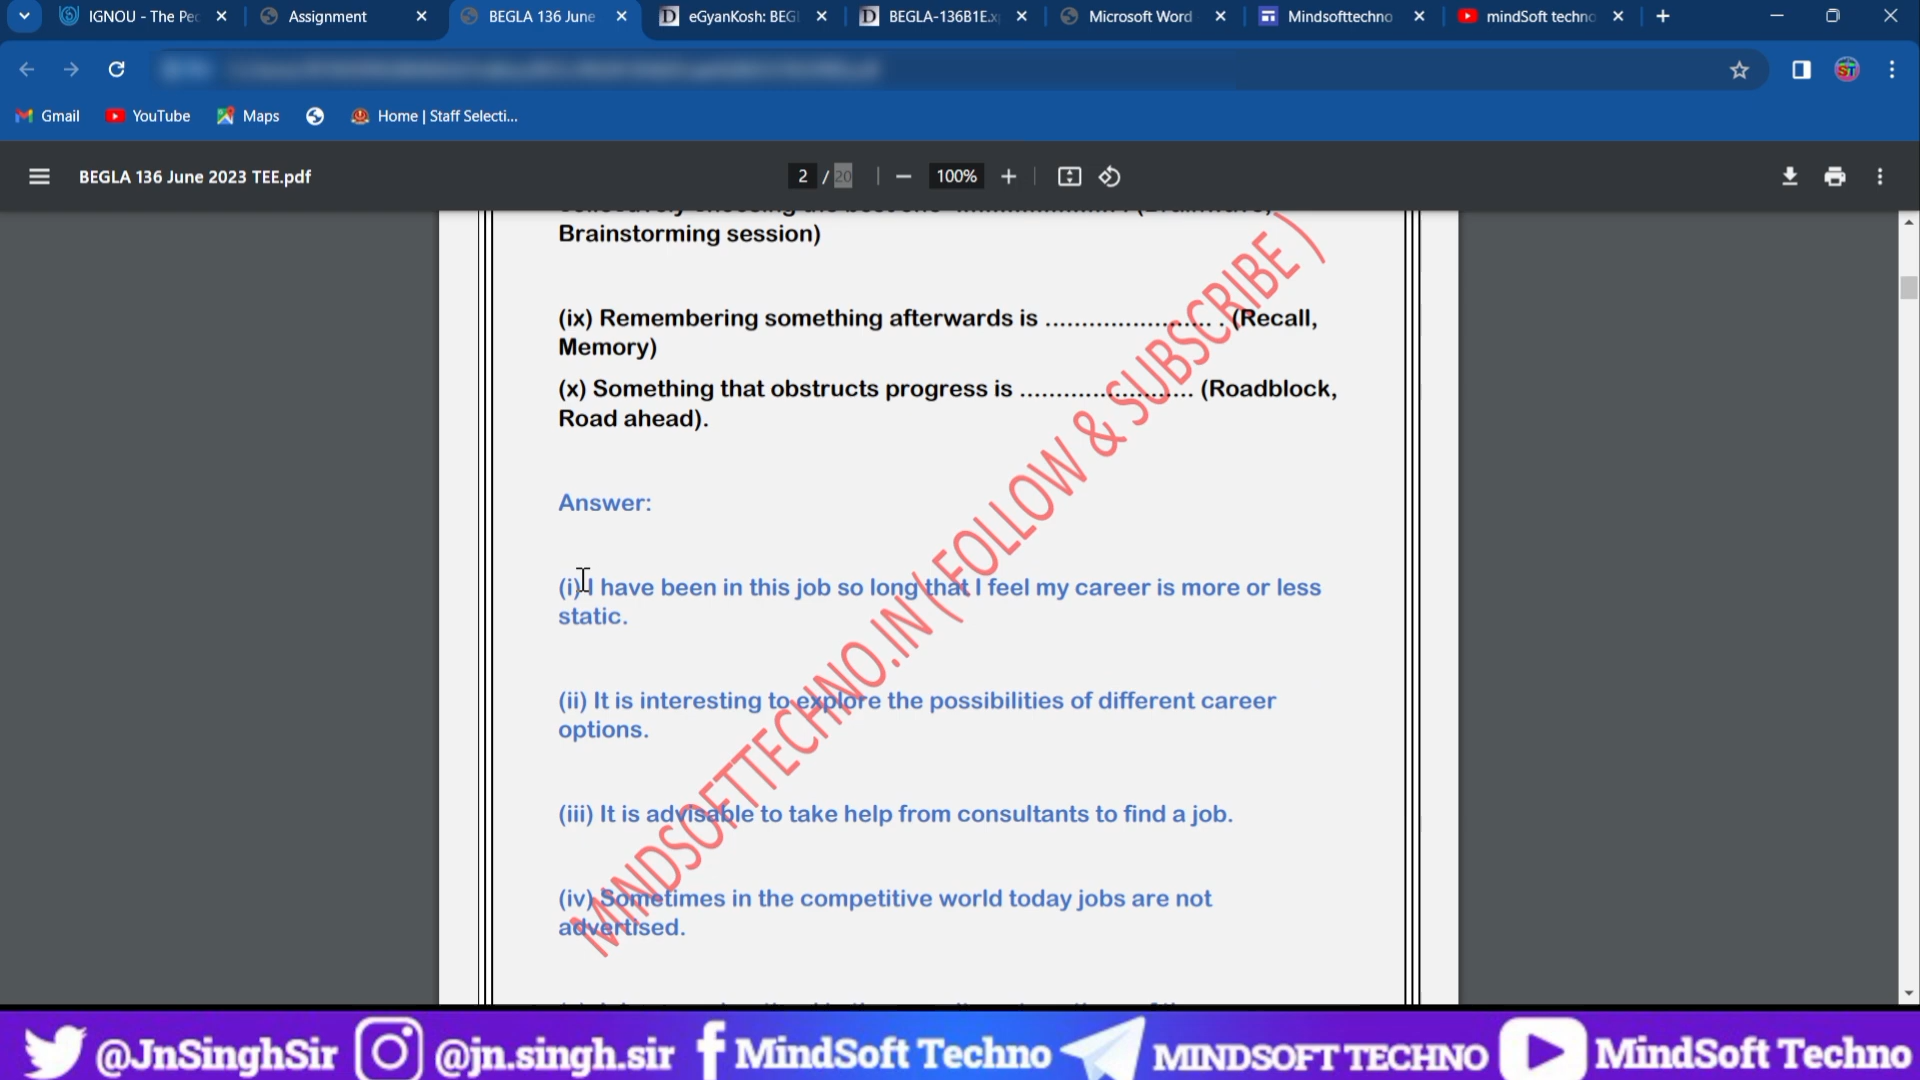 IGNOU - The Pe
Assignment
BEGLA 136 June
eGyanKosh: BEG
BEGLA-136B1E.x
Microsoft Word
Mindsofttechno
mindSoft techno
Gmail
YouTube
Maps
Home | Staff Selecti...
BEGLA 136 June 2023 TEE.pdf
2 / 20
100%
Brainstorming session)
(ix) Remembering something afterwards is ....................... . (Recall,
Memory)
(x) Something that obstructs progress is ........................ (Roadblock,
Road ahead).
Answer:
(i) I have been in this job so long that I feel my career is more or less
static.
(ii) It is interesting to explore the possibilities of different career
options.
(iii) It is advisable to take help from consultants to find a job.
(iv) Sometimes in the competitive world today jobs are not
advertised.
MINDSOFTTECHNO.IN ( FOLLOW & SUBSCRIBE )
@JnSinghSir @jn.singh.sir MindSoft Techno MINDSOFT TECHNO MindSoft Techno